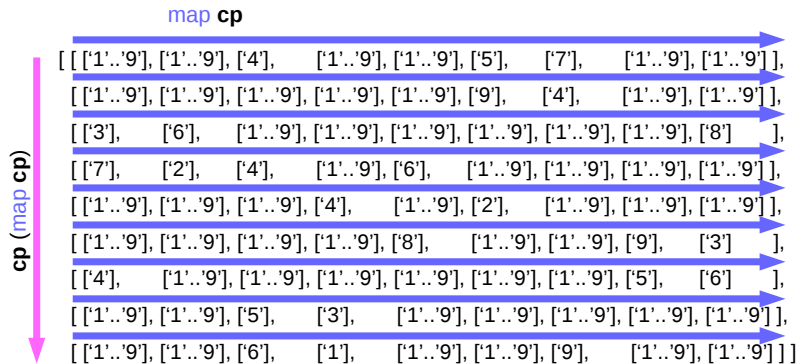 map cp
[ [ [‘1’..’9’], [‘1’..’9’], [‘4’], [‘1’..’9’], [‘1’..’9’], [‘5’], [‘7’], [‘1’..’9’], [‘1’..’9’] ],
[ [‘1’..’9’], [‘1’..’9’], [‘1’..’9’], [‘1’..’9’], [‘1’..’9’], [‘9’], [‘4’], [‘1’..’9’], [‘1’..’9’] ],
[ [‘3’], [‘6’], [‘1’..’9’], [‘1’..’9’], [‘1’..’9’], [‘1’..’9’], [‘1’..’9’], [‘1’..’9’], [‘8’] ],
[ [‘7’], [‘2’], [‘4’], [‘1’..’9’], [‘6’], [‘1’..’9’], [‘1’..’9’], [‘1’..’9’], [‘1’..’9’] ],
[ [‘1’..’9’], [‘1’..’9’], [‘1’..’9’], [‘4’], [‘1’..’9’], [‘2’], [‘1’..’9’], [‘1’..’9’], [‘1’..’9’] ],
[ [‘1’..’9’], [‘1’..’9’], [‘1’..’9’], [‘1’..’9’], [‘8’], [‘1’..’9’], [‘1’..’9’], [‘9’], [‘3’] ],
[ [‘4’], [‘1’..’9’], [‘1’..’9’], [‘1’..’9’], [‘1’..’9’], [‘1’..’9’], [‘1’..’9’], [‘5’], [‘6’] ],
[ [‘1’..’9’], [‘1’..’9’], [‘5’], [‘3’], [‘1’..’9’], [‘1’..’9’], [‘1’..’9’], [‘1’..’9’], [‘1’..’9’] ],
[ [‘1’..’9’], [‘1’..’9’], [‘6’], [‘1’], [‘1’..’9’], [‘1’..’9’], [‘9’], [‘1’..’9’], [‘1’..’9’] ] ]
cp (map cp)